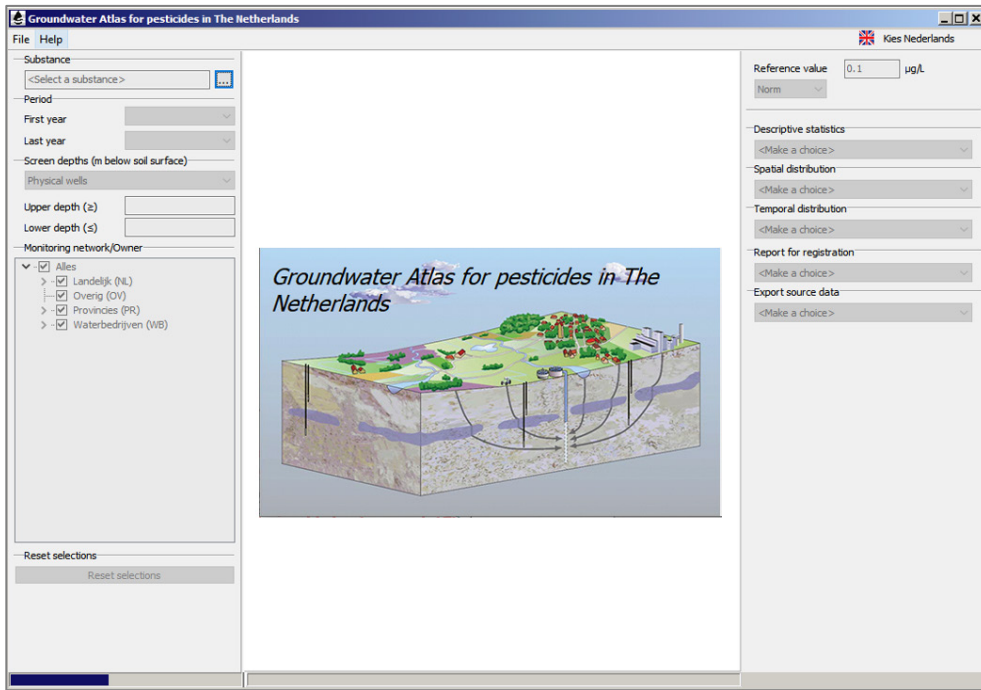 Groundwater Atlas for pesticides in The Netherlands
File Help
Kies Nederlands
Substance
<Select a substance>
...
Period
First year
Last year
Screen depths (m below soil surface)
Physical wells
Upper depth (≥)
Lower depth (≤)
Monitoring network/Owner
Alles
Landelijk (NL)
Overig (OV)
Provincies (PR)
Waterbedrijven (WB)
Reset selections
Reset selections
Groundwater Atlas for pesticides in The
Netherlands
Reference value 0.1 µg/L
Norm
Descriptive statistics
<Make a choice>
Spatial distribution
<Make a choice>
Temporal distribution
<Make a choice>
Report for registration
<Make a choice>
Export source data
<Make a choice>